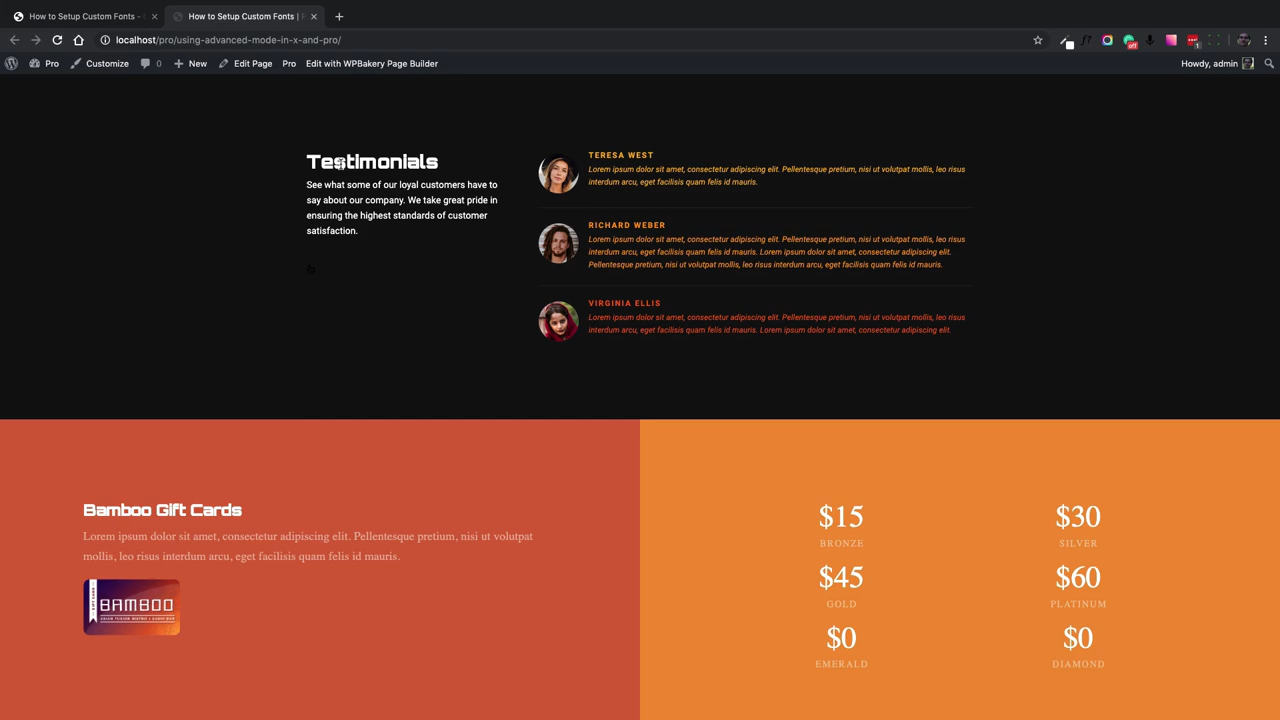 How to Setup Custom Fonts -
How to Setup Custom Fonts |
localhost/pro/using-advanced-mode-in-x-and-pro/
off
1
Pro Customize 0 New Edit Page Pro Edit with WPBakery Page Builder Howdy, admin
Testimonials
See what some of our loyal customers have to
say about our company. We take great pride in
ensuring the highest standards of customer
satisfaction.
TERESA WEST
Lorem ipsum dolor sit amet, consectetur adipiscing elit. Pellentesque pretium, nisi ut volutpat mollis, leo risus
interdum arcu, eget facilisis quam felis id mauris.
RICHARD WEBER
Lorem ipsum dolor sit amet, consectetur adipiscing elit. Pellentesque pretium, nisi ut volutpat mollis, leo risus
interdum arcu, eget facilisis quam felis id mauris. Lorem ipsum dolor sit amet, consectetur adipiscing elit.
Pellentesque pretium, nisi ut volutpat mollis, leo risus interdum arcu, eget facilisis quam felis id mauris.
VIRGINIA ELLIS
Lorem ipsum dolor sit amet, consectetur adipiscing elit. Pellentesque pretium, nisi ut volutpat mollis, leo risus
interdum arcu, eget facilisis quam felis id mauris. Lorem ipsum dolor sit amet, consectetur adipiscing elit.
Bamboo Gift Cards
Lorem ipsum dolor sit amet, consectetur adipiscing elit. Pellentesque pretium, nisi ut volutpat
mollis, leo risus interdum arcu, eget facilisis quam felis id mauris.
BAMBOO
$15
BRONZE
$30
SILVER
$45
GOLD
$60
PLATINUM
$0
EMERALD
$0
DIAMOND